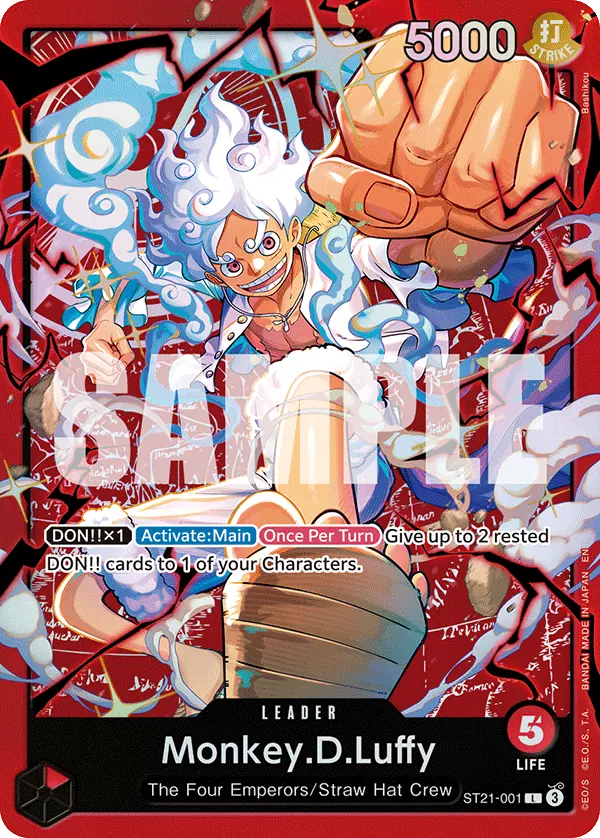 5000
打
STRIKE
Bashikou
SAMPLE
DON!!×1 Activate:Main Once Per Turn Give up to 2 rested
DON!! cards to 1 of your Characters.
LEADER
Monkey.D.Luffy
5
LIFE
The Four Emperors/Straw Hat Crew
ST21-001 L 3
©E.O./S ©E.O./S., T.A. BANDAI MADE IN JAPAN EN